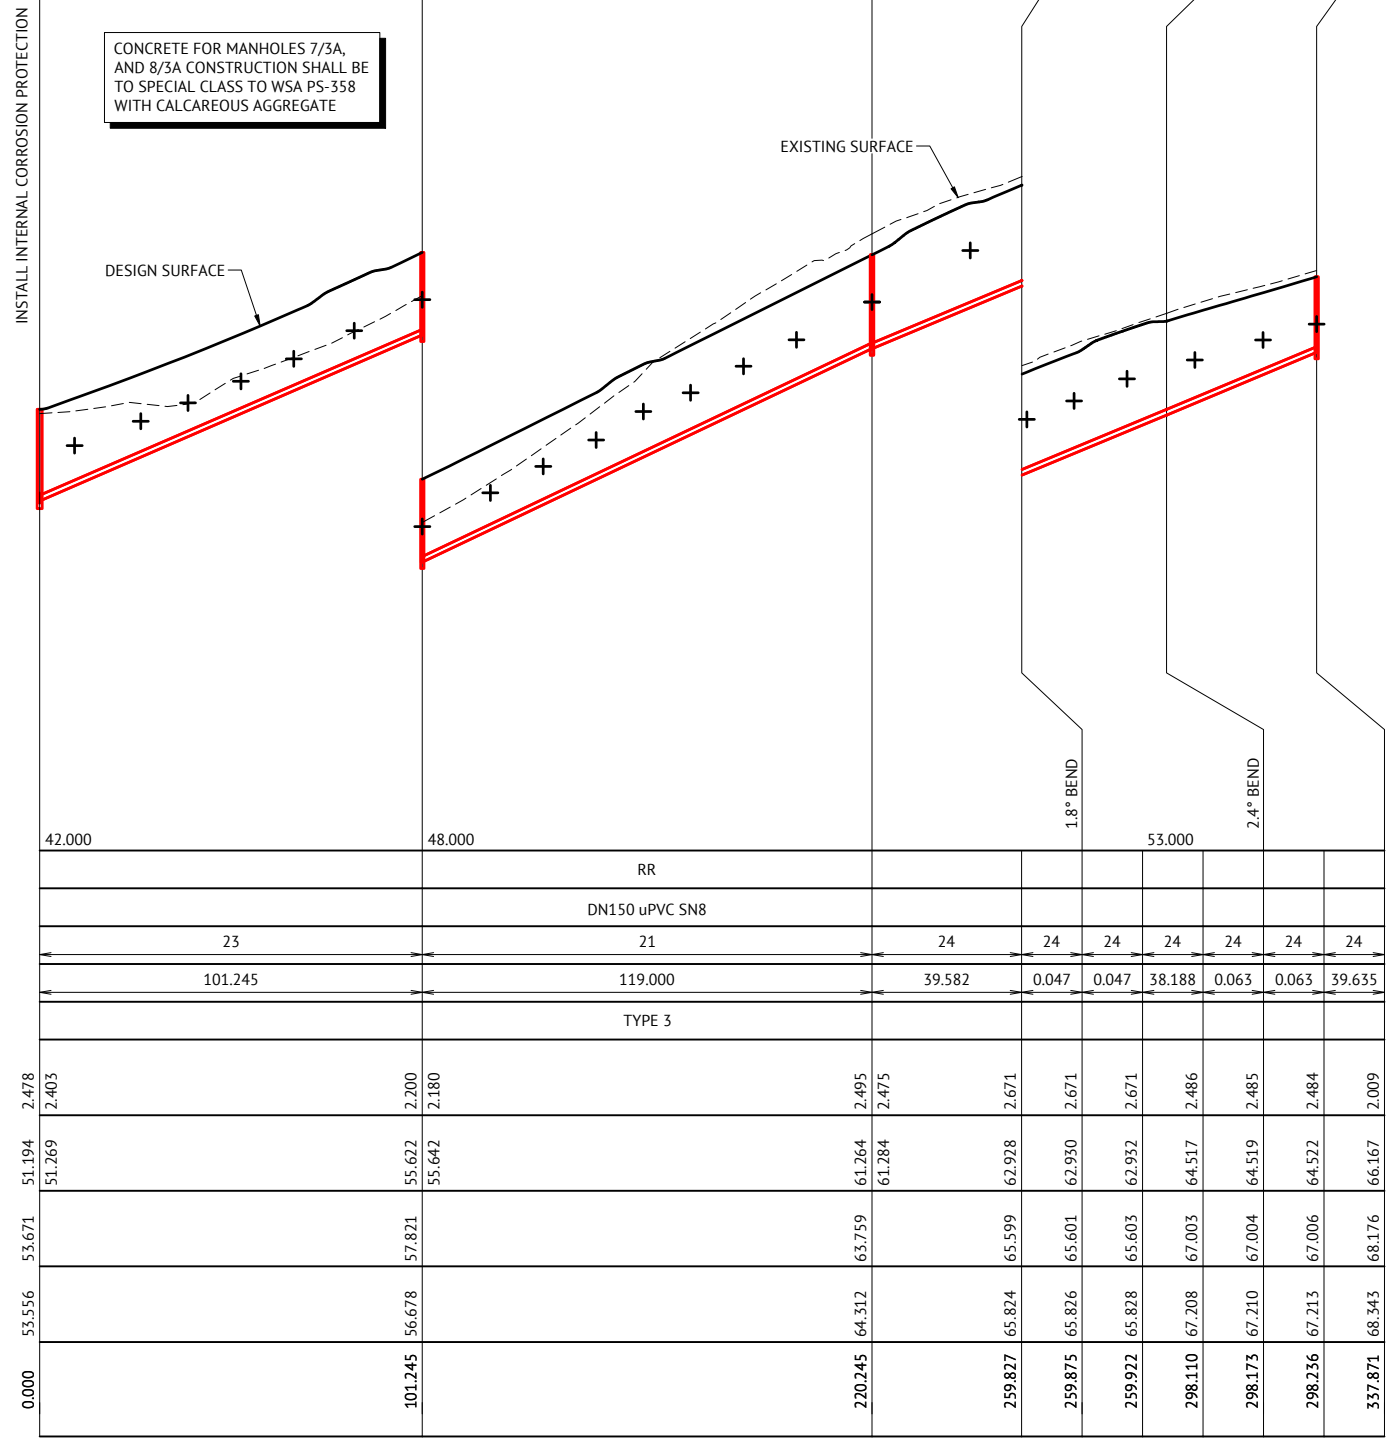 INSTALL INTERNAL CORROSION PROTECTION
CONCRETE FOR MANHOLES 7/3A,
AND 8/3A CONSTRUCTION SHALL BE
TO SPECIAL CLASS TO WSA PS-358
WITH CALCAREOUS AGGREGATE
EXISTING SURFACE
DESIGN SURFACE
1.8° BEND
2.4° BEND
42.000 48.000 53.000
RR
DN150 uPVC SN8
23 21 24 24 24 24 24 24 24
101.245 119.000 39.582 0.047 0.047 38.188 0.063 0.063 39.635
TYPE 3
2.478 2.403 2.200 2.180 2.495 2.475 2.671 2.671 2.671 2.486 2.485 2.484 2.009
51.194 51.269 55.622 55.642 61.264 61.284 62.928 62.930 62.932 64.517 64.519 64.522 66.167
53.671 57.821 63.759 65.599 65.601 65.603 67.003 67.004 67.006 68.176
53.556 56.678 64.312 65.824 65.826 65.828 67.208 67.210 67.213 68.343
0.000 101.245 220.245 259.827 259.875 259.922 298.110 298.173 298.236 337.871